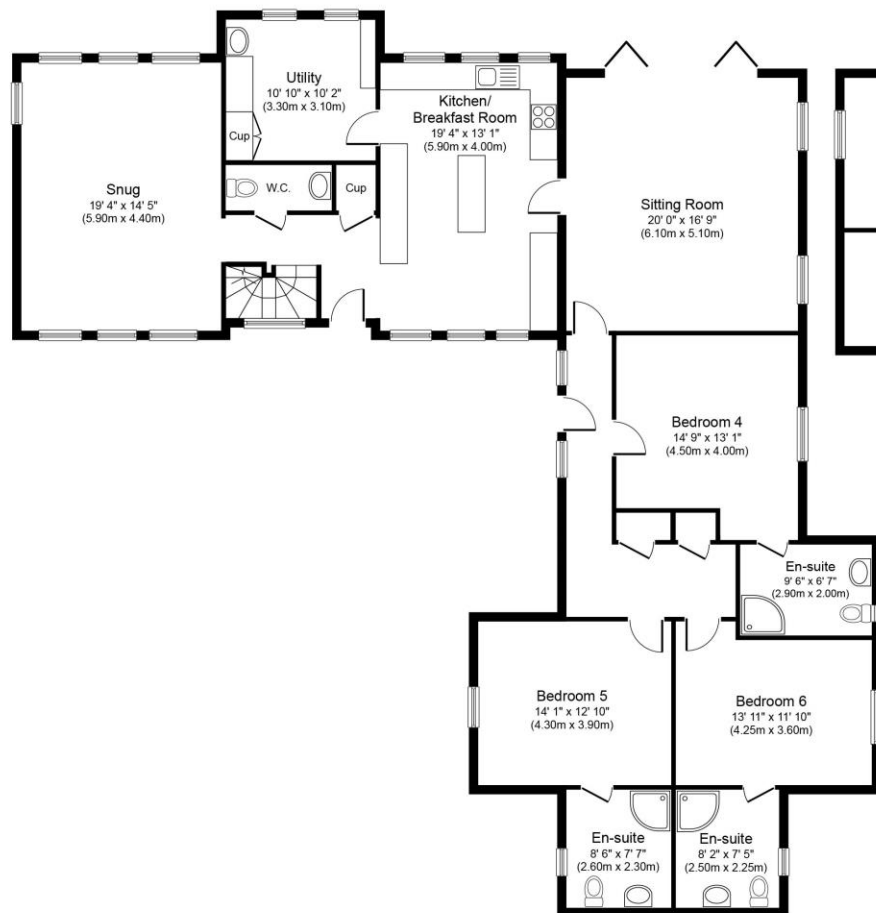 Utility
10' 10" x 10' 2"
(3.30m x 3.10m)
Cup
Kitchen/
Breakfast Room
19' 4" x 13' 1"
(5.90m x 4.00m)
W.C.
Cup
Snug
19' 4" x 14' 5"
(5.90m x 4.40m)
Sitting Room
20' 0" x 16' 9"
(6.10m x 5.10m)
Bedroom 4
14' 9" x 13' 1"
(4.50m x 4.00m)
En-suite
9' 6" x 6' 7"
(2.90m x 2.00m)
Bedroom 5
14' 1" x 12' 10"
(4.30m x 3.90m)
Bedroom 6
13' 11" x 11' 10"
(4.25m x 3.60m)
En-suite
8' 6" x 7' 7"
(2.60m x 2.30m)
En-suite
8' 2" x 7' 5"
(2.50m x 2.25m)